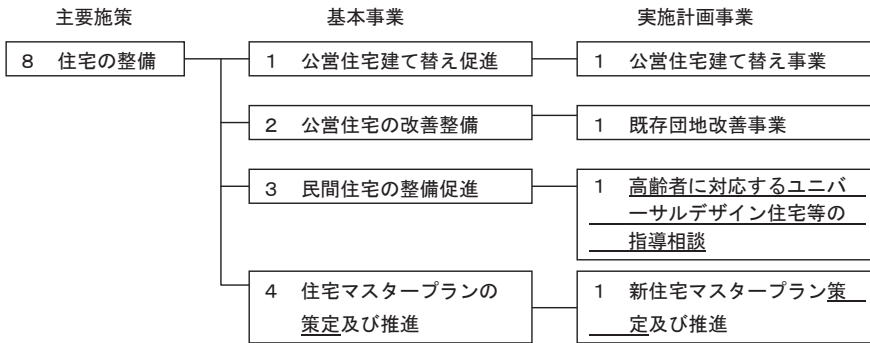 主要施策 基本事業 実施計画事業
８ 住宅の整備
１ 公営住宅建て替え促進
１ 公営住宅建て替え事業
２ 公営住宅の改善整備
１ 既存団地改善事業
３ 民間住宅の整備促進
１ 高齢者に対応するユニバ
ーサルデザイン住宅等の
指導相談
４ 住宅マスタープランの
策定及び推進
１ 新住宅マスタープラン策
定及び推進